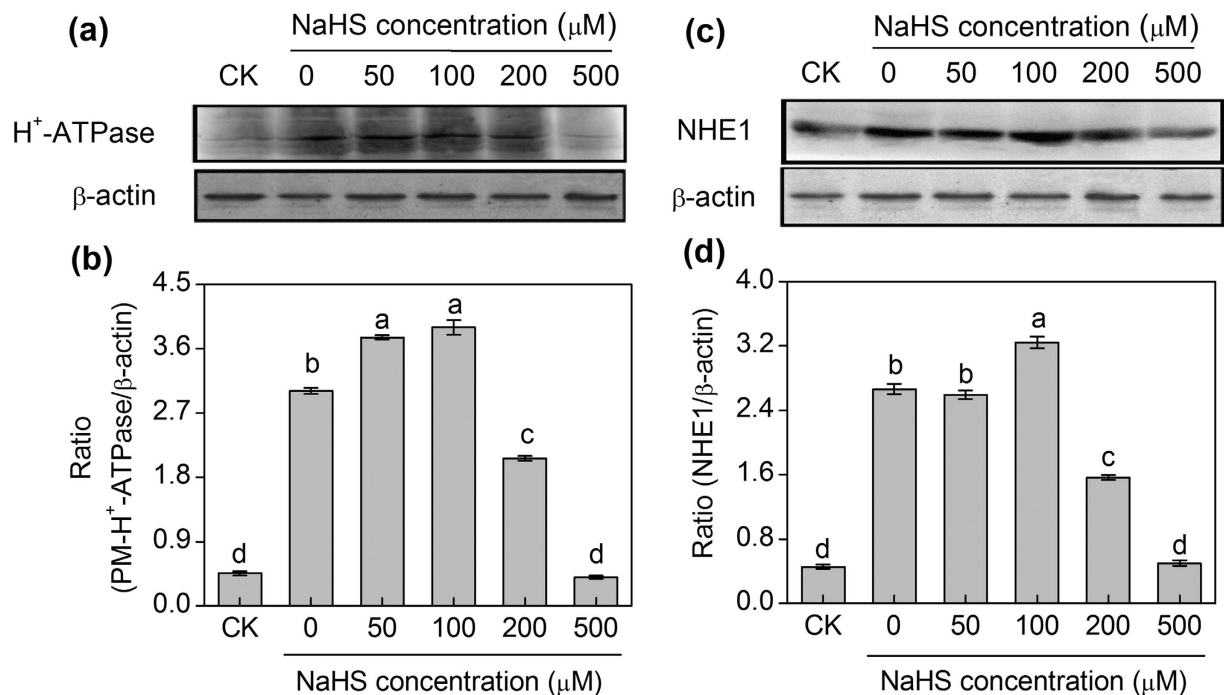 (a)
NaHS concentration (μM)
CK 0 50 100 200 500
H⁺-ATPase
β-actin
(b)
Ratio
(PM-H⁺-ATPase/β-actin)
4.5
3.6
2.7
1.8
0.9
0.0
d
b
a
a
c
d
CK 0 50 100 200 500
NaHS concentration (μM)
(c)
NaHS concentration (μM)
CK 0 50 100 200 500
NHE1
β-actin
(d)
Ratio (NHE1/β-actin)
4.0
3.2
2.4
1.6
0.8
0.0
d
b
b
a
c
d
CK 0 50 100 200 500
NaHS concentration (μM)